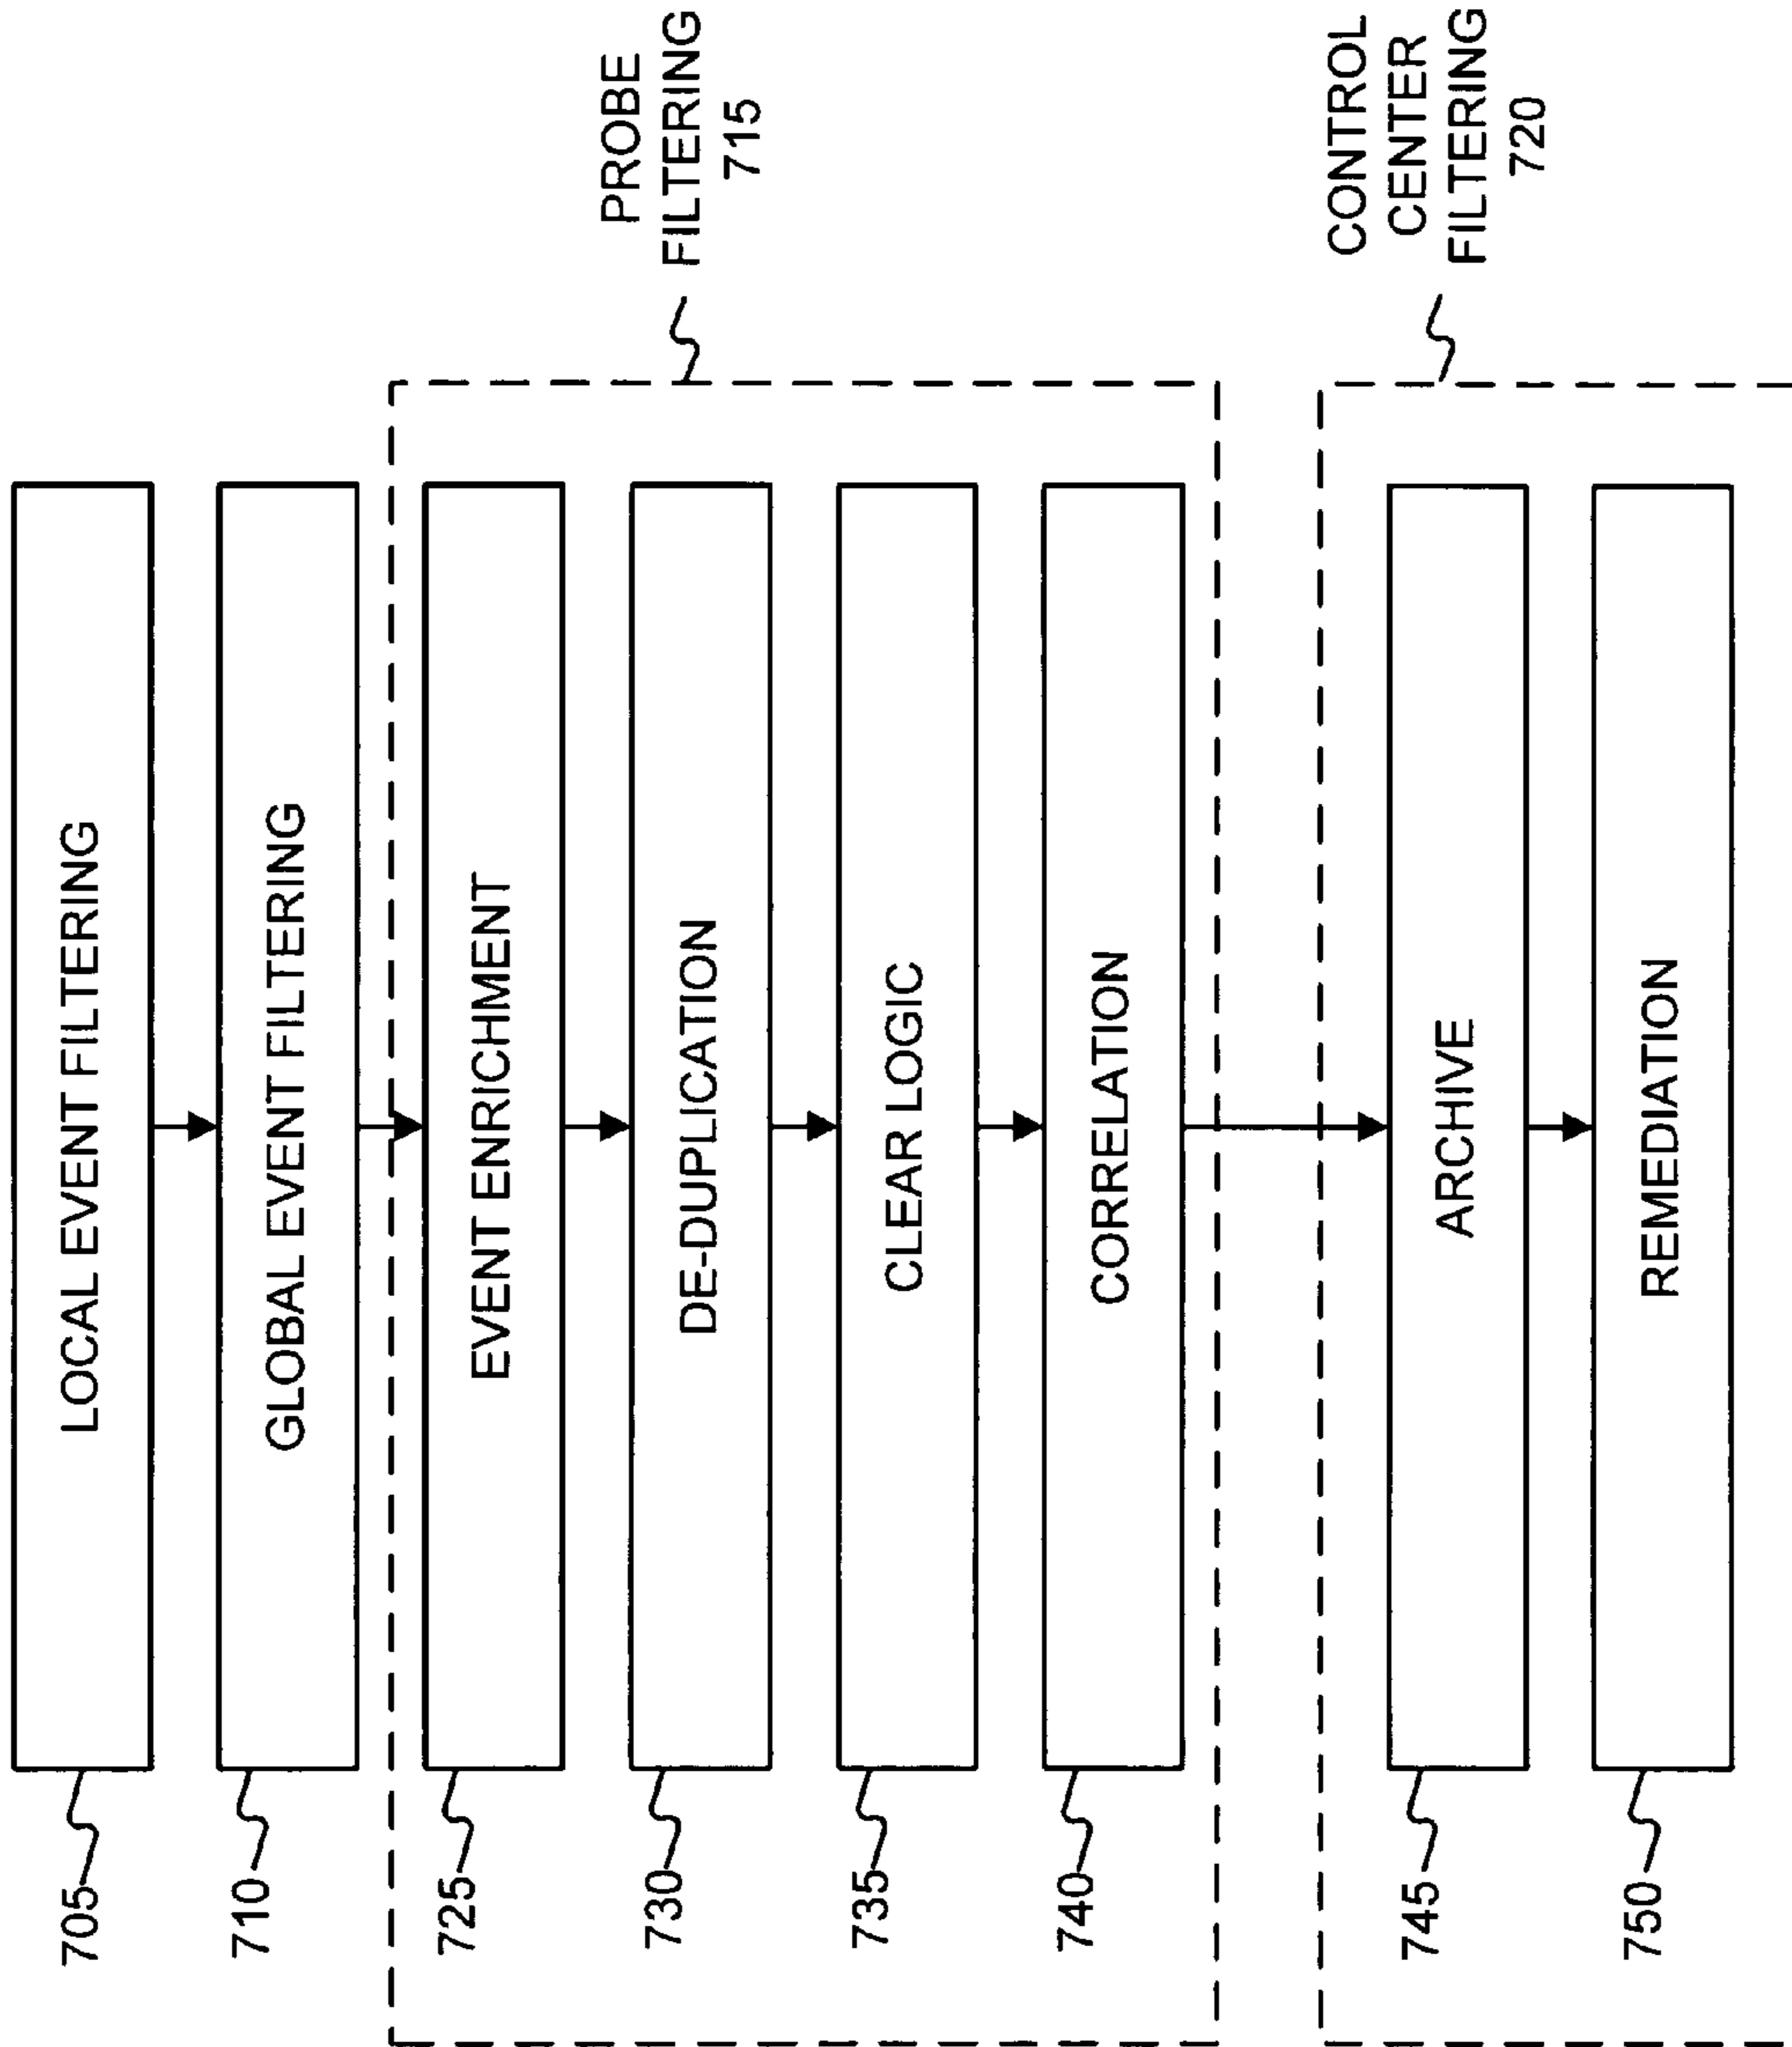 LOCAL EVENT FILTERING
705
GLOBAL EVENT FILTERING
710
PROBE
FILTERING
715
EVENT ENRICHMENT
725
DE-DUPLICATION
730
CLEAR LOGIC
735
CORRELATION
740
CONTROL
CENTER
FILTERING
720
ARCHIVE
745
REMEDIATION
750